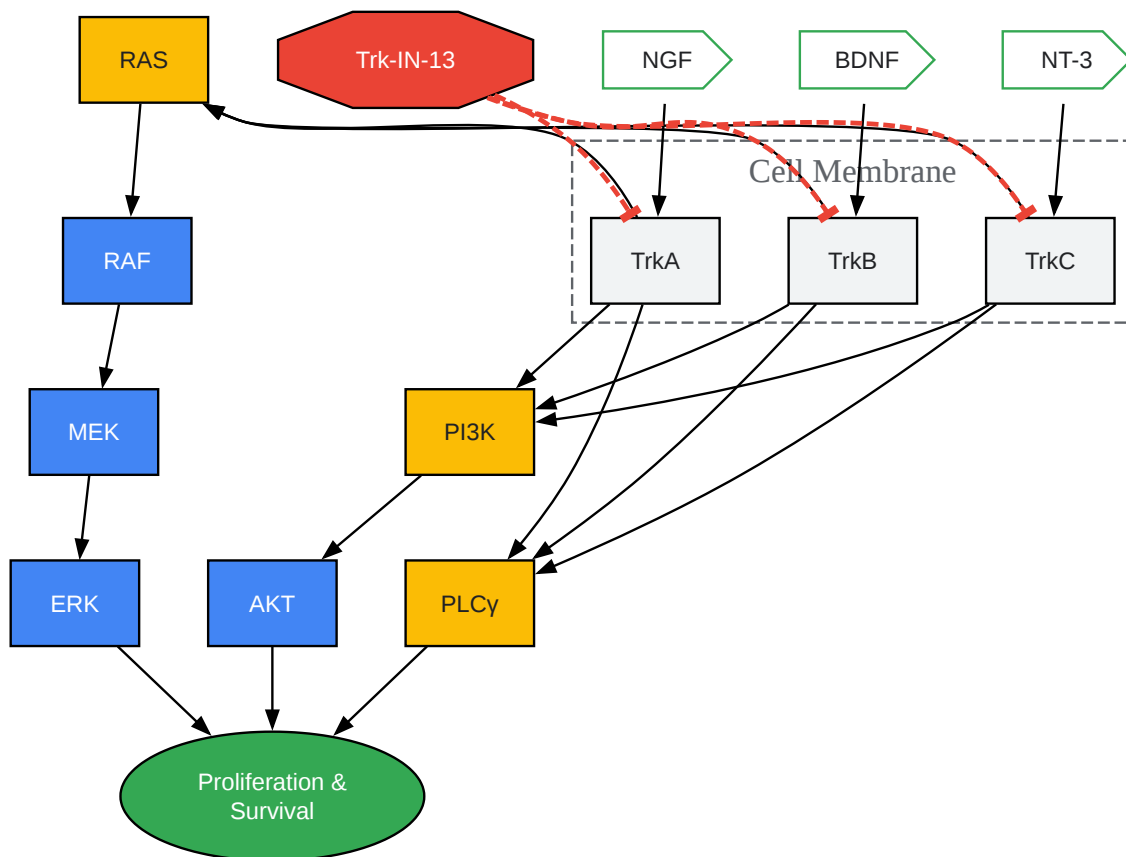 RAS
Trk-IN-13
NGF
BDNF
NT-3
Cell Membrane
RAF
TrkA
TrkB
TrkC
MEK
PI3K
ERK
AKT
PLCγ
Proliferation &
Survival